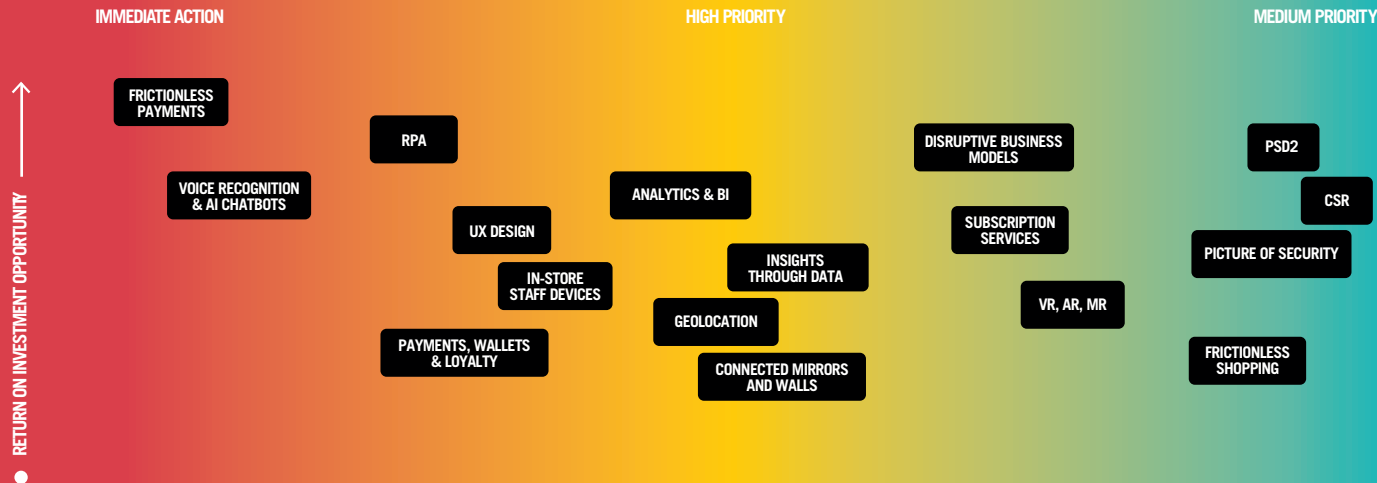 IMMEDIATE ACTION
HIGH PRIORITY
MEDIUM PRIORITY
RETURN ON INVESTMENT OPPORTUNITY
FRICTIONLESS
PAYMENTS
RPA
DISRUPTIVE BUSINESS
MODELS
PSD2
VOICE RECOGNITION
& AI CHATBOTS
ANALYTICS & BI
CSR
UX DESIGN
SUBSCRIPTION
SERVICES
PICTURE OF SECURITY
INSIGHTS
THROUGH DATA
IN-STORE
STAFF DEVICES
VR, AR, MR
GEOLOCATION
PAYMENTS, WALLETS
& LOYALTY
FRICTIONLESS
SHOPPING
CONNECTED MIRRORS
AND WALLS